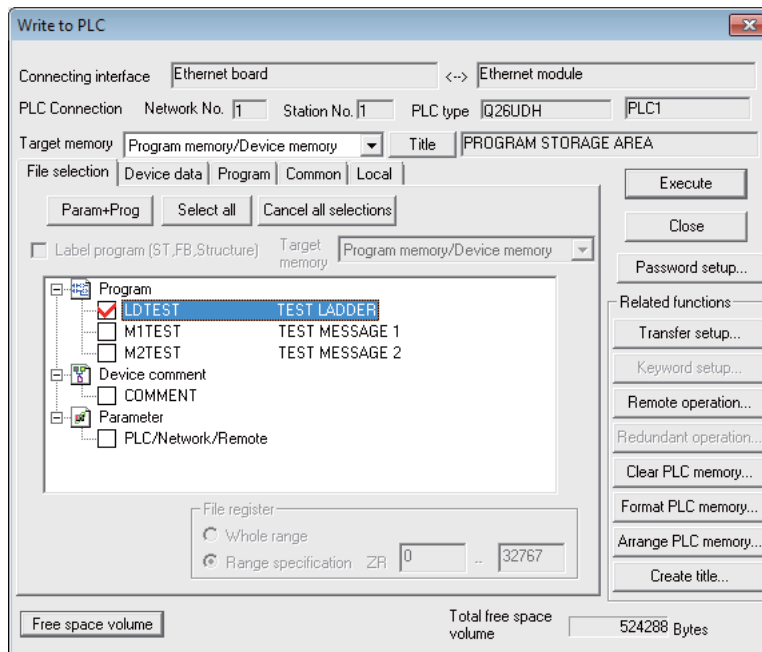 Write to PLC
Connecting interface Ethernet board <--> Ethernet module
PLC Connection Network No. 1 Station No. 1 PLC type Q26UDH PLC1
Target memory Program memory/Device memory Title PROGRAM STORAGE AREA
File selection Device data Program Common Local
Execute
Param+Prog Select all Cancel all selections
Close
Label program (ST,FB,Structure) Target memory Program memory/Device memory
Password setup...
Program
LDTEST TEST LADDER
M1TEST TEST MESSAGE 1
M2TEST TEST MESSAGE 2
Device comment
COMMENT
Parameter
PLC/Network/Remote
Related functions
Transfer setup...
Keyword setup...
Remote operation...
Redundant operation...
Clear PLC memory...
Format PLC memory...
Arrange PLC memory...
Create title...
File register
Whole range
Range specification ZR 0 .. 32767
Free space volume
Total free space volume 524288 Bytes